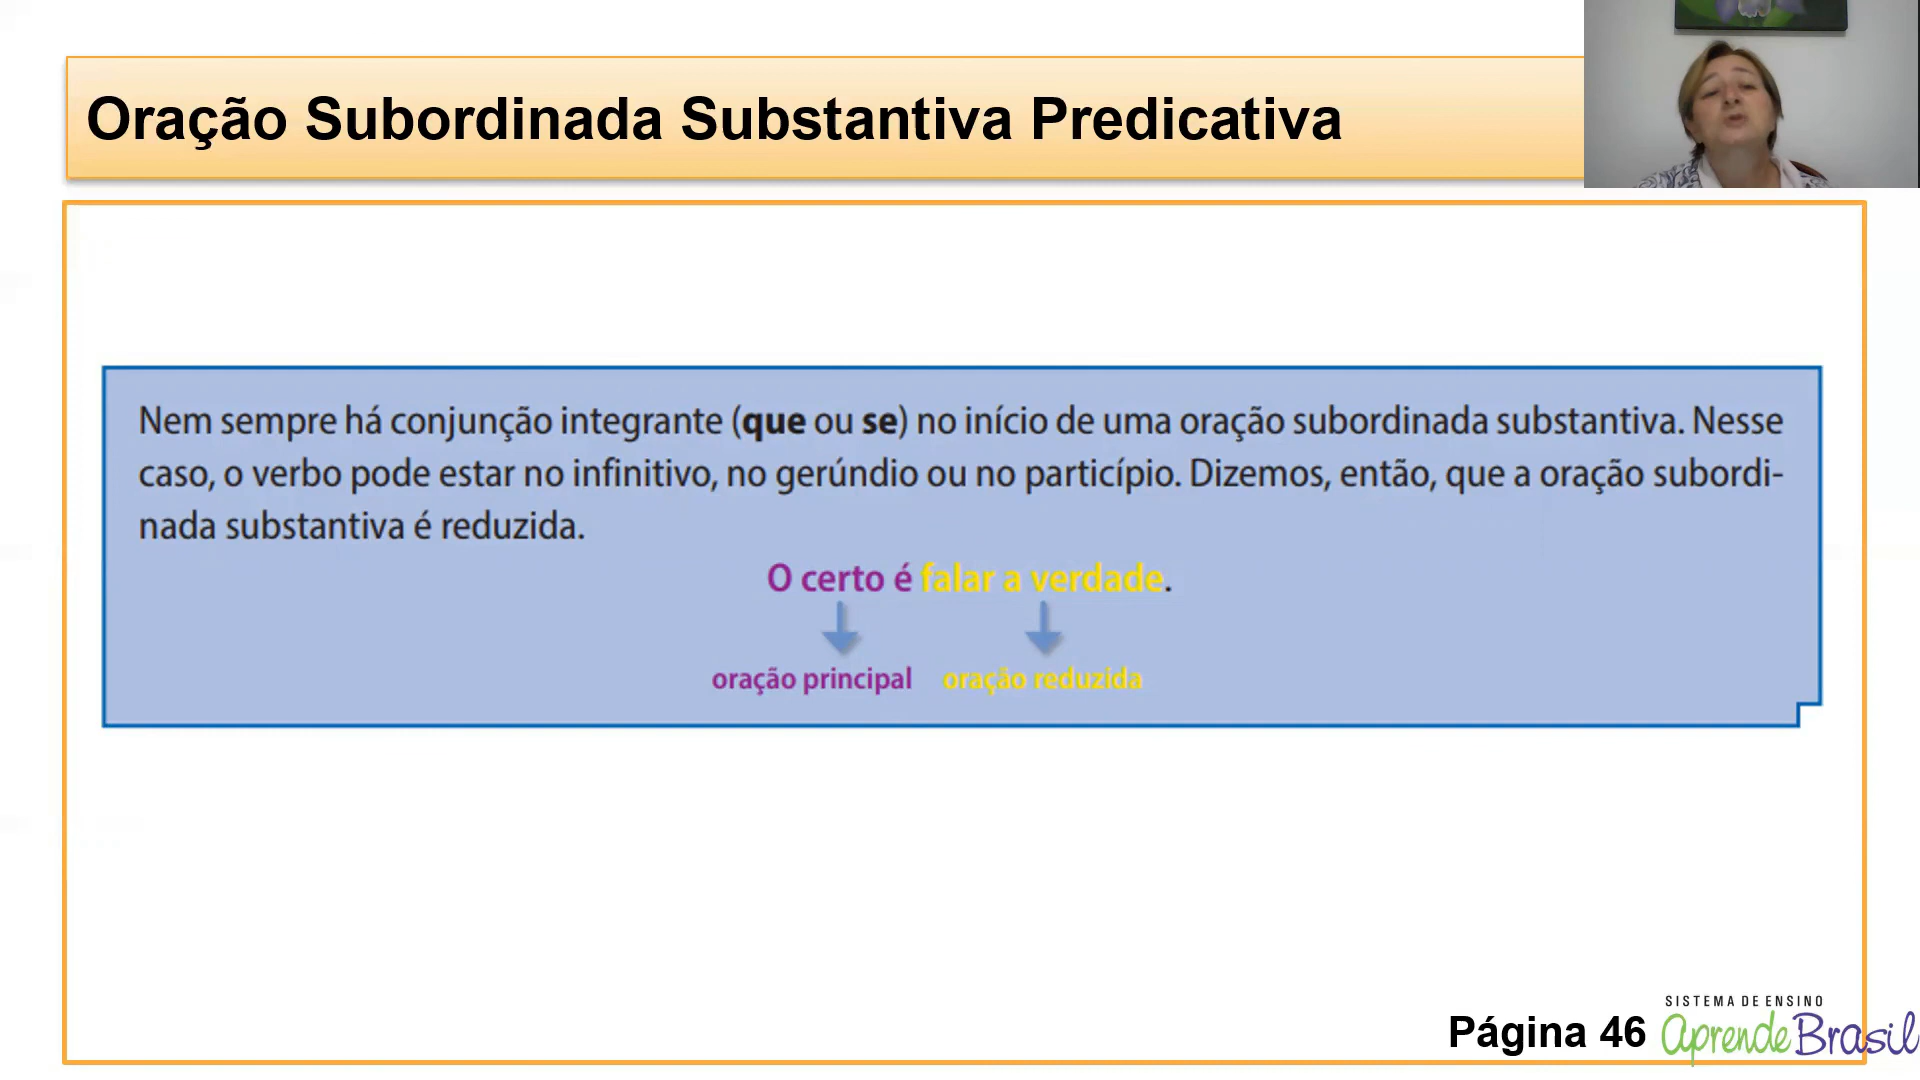 Oração Subordinada Substantiva Predicativa
Nem sempre há conjunção integrante (que ou se) no início de uma oração subordinada substantiva. Nesse
caso, o verbo pode estar no infinitivo, no gerúndio ou no particípio. Dizemos, então, que a oração subordi-
nada substantiva é reduzida.
O certo é falar a verdade.
oração principal oração reduzida
SISTEMA DE ENSINO
Página 46 aprende Brasil